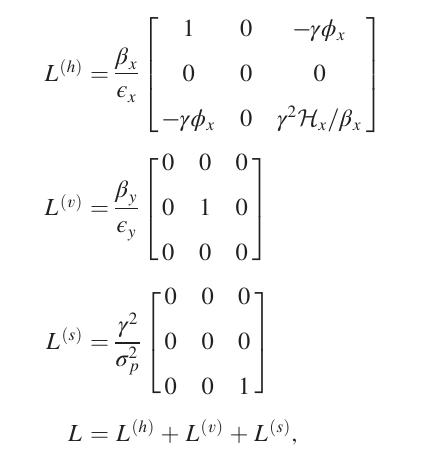 L^{(h)} = \frac{\beta_x}{\epsilon_x} \begin{bmatrix} 1 & 0 & -\gamma\phi_x \\ 0 & 0 & 0 \\ -\gamma\phi_x & 0 & \gamma^2 \mathcal{H}_x/\beta_x \end{bmatrix}
L^{(v)} = \frac{\beta_y}{\epsilon_y} \begin{bmatrix} 0 & 0 & 0 \\ 0 & 1 & 0 \\ 0 & 0 & 0 \end{bmatrix}
L^{(s)} = \frac{\gamma^2}{\sigma_p^2} \begin{bmatrix} 0 & 0 & 0 \\ 0 & 0 & 0 \\ 0 & 0 & 1 \end{bmatrix}
L = L^{(h)} + L^{(v)} + L^{(s)},